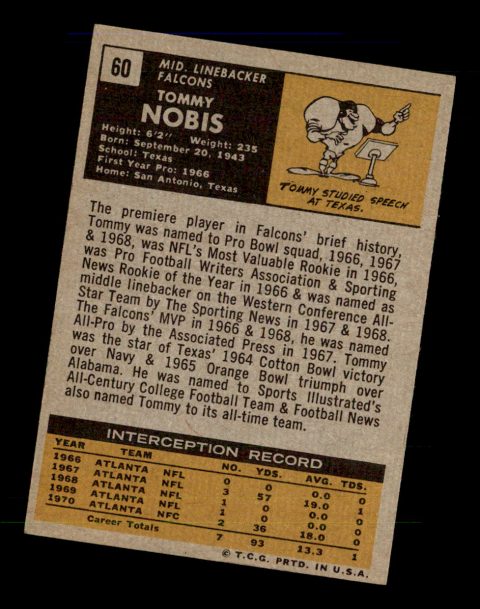 60
MID. LINEBACKER
FALCONS
TOMMY
NOBIS
Height: 6'2" Weight: 235
Born: September 20, 1943
School: Texas
First Year Pro: 1966
Home: San Antonio, Texas
TOMMY STUDIED SPEECH
AT TEXAS.
The premiere player in Falcons' brief history,
Tommy was named to Pro Bowl squad, 1966, 1967
& 1968, was NFL's Most Valuable Rookie in 1966,
was Pro Football Writers Association & Sporting
News Rookie of the Year in 1966 & was named as
middle linebacker on the Western Conference All-
Star Team by The Sporting News in 1967 & 1968.
The Falcons' MVP in 1966 & 1968, he was named
All-Pro by the Associated Press in 1967. Tommy
was the star of Texas' 1964 Cotton Bowl victory
over Navy & 1965 Orange Bowl triumph over
Alabama. He was named to Sports Illustrated's
All-Century College Football Team & Football News
also named Tommy to its all-time team.
INTERCEPTION RECORD
YEAR TEAM NO. YDS. AVG. TDS.
1966 ATLANTA NFL 0 0 0.0 0
1967 ATLANTA NFL 3 57 19.0 1
1968 ATLANTA NFL 1 0 0.0 0
1969 ATLANTA NFL 1 0 0.0 0
1970 ATLANTA NFC 2 36 18.0 0
Career Totals 7 93 13.3 1
© T.C.G. PRTD. IN U.S.A.